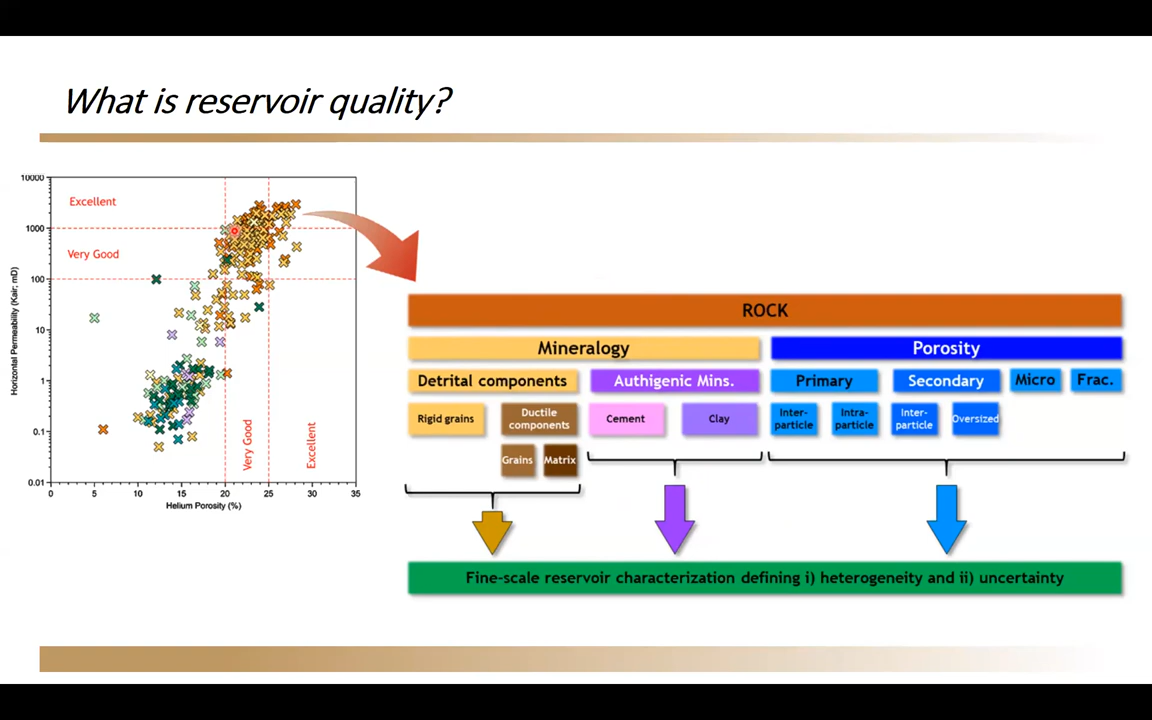 What is reservoir quality?
10000
1000
100
10
1
0.1
0.01
Horizontal Permeability (Kair, mD)
Excellent
Very Good
Very Good
Excellent
0 5 10 15 20 25 30 35
Helium Porosity (%)
ROCK
Mineralogy
Porosity
Detrital components
Authigenic Mins.
Primary
Secondary
Micro
Frac.
Rigid grains
Ductile
components
Cement
Clay
Inter-
particle
Intra-
particle
Inter-
particle
Oversized
Grains
Matrix
Fine-scale reservoir characterization defining i) heterogeneity and ii) uncertainty